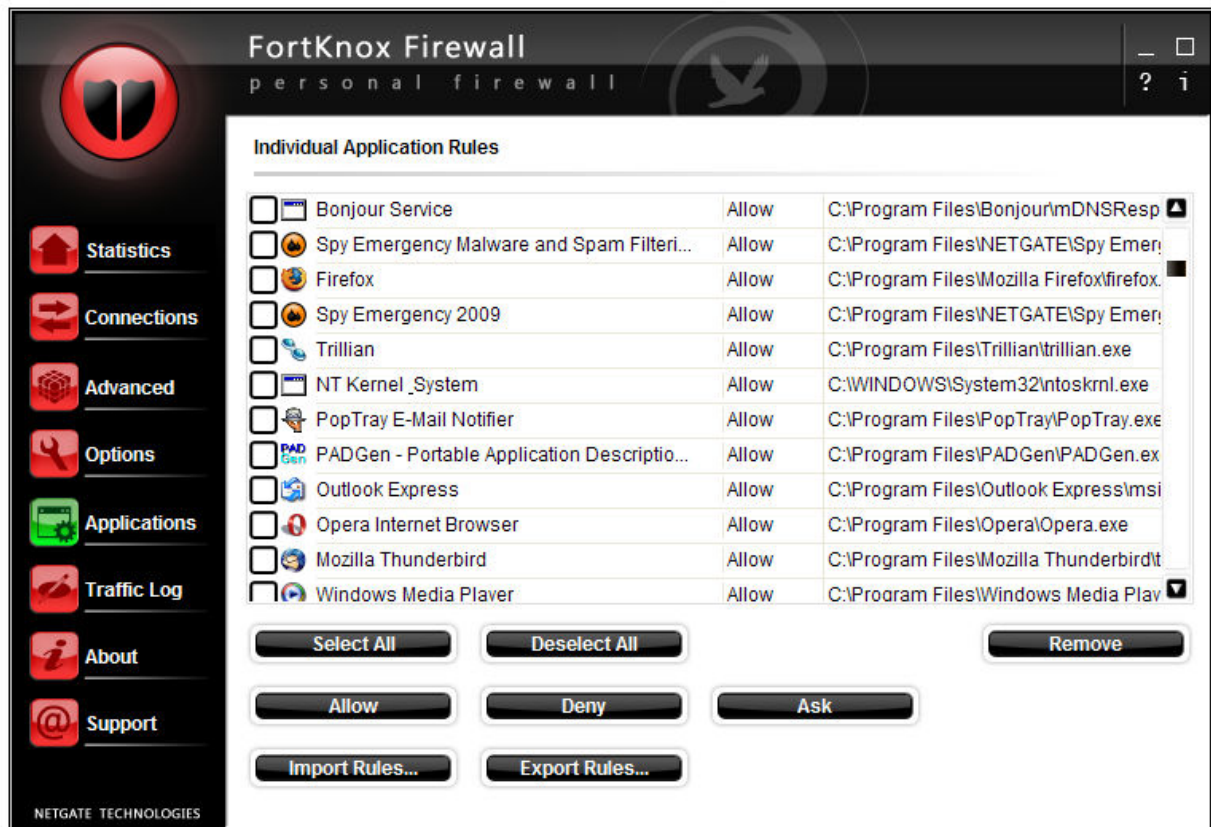 FortKnox Firewall
personal firewall
? i
Individual Application Rules
Bonjour Service Allow C:\Program Files\Bonjour\mDNSResp
Spy Emergency Malware and Spam Filteri... Allow C:\Program Files\NETGATE\Spy Emerg
Firefox Allow C:\Program Files\Mozilla Firefox\firefox.
Spy Emergency 2009 Allow C:\Program Files\NETGATE\Spy Emerg
Trillian Allow C:\Program Files\Trillian\trillian.exe
NT Kernel _System Allow C:\WINDOWS\System32\ntoskrnl.exe
PopTray E-Mail Notifier Allow C:\Program Files\PopTray\PopTray.exe
PAD Gen PADGen - Portable Application Descriptio... Allow C:\Program Files\PADGen\PADGen.ex
Outlook Express Allow C:\Program Files\Outlook Express\msi
Opera Internet Browser Allow C:\Program Files\Opera\Opera.exe
Mozilla Thunderbird Allow C:\Program Files\Mozilla Thunderbird\t
Windows Media Player Allow C:\Program Files\Windows Media Play
Statistics
Connections
Advanced
Options
Applications
Traffic Log
About
Support
Select All Deselect All Remove
Allow Deny Ask
Import Rules... Export Rules...
NETGATE TECHNOLOGIES